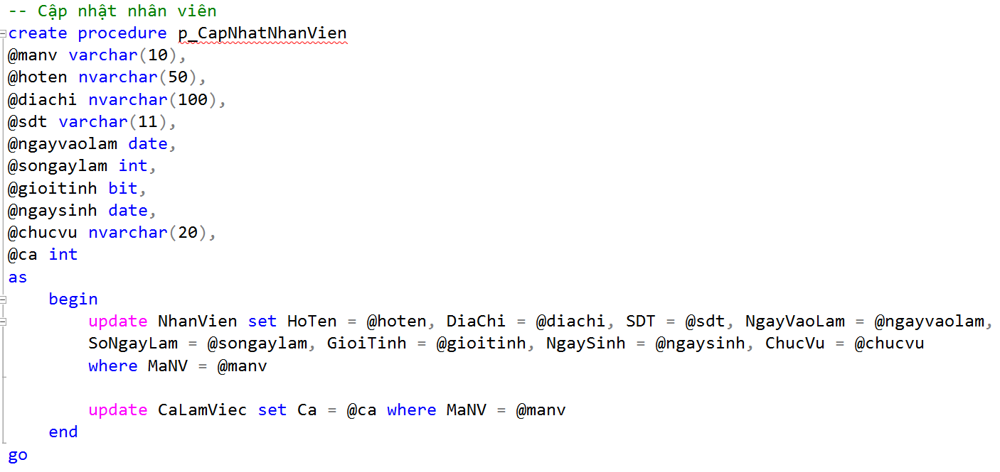 -- Cập nhật nhân viên
create procedure p_CapNhatNhanVien
@manv varchar(10),
@hoten nvarchar(50),
@diachi nvarchar(100),
@sdt varchar(11),
@ngayvaolam date,
@songaylam int,
@gioitinh bit,
@ngaysinh date,
@chucvu nvarchar(20),
@ca int
as
begin
update NhanVien set HoTen = @hoten, DiaChi = @diachi, SDT = @sdt, NgayVaoLam = @ngayvaolam,
SoNgayLam = @songaylam, GioiTinh = @gioitinh, NgaySinh = @ngaysinh, ChucVu = @chucvu
where MaNV = @manv
update CaLamViec set Ca = @ca where MaNV = @manv
end
go